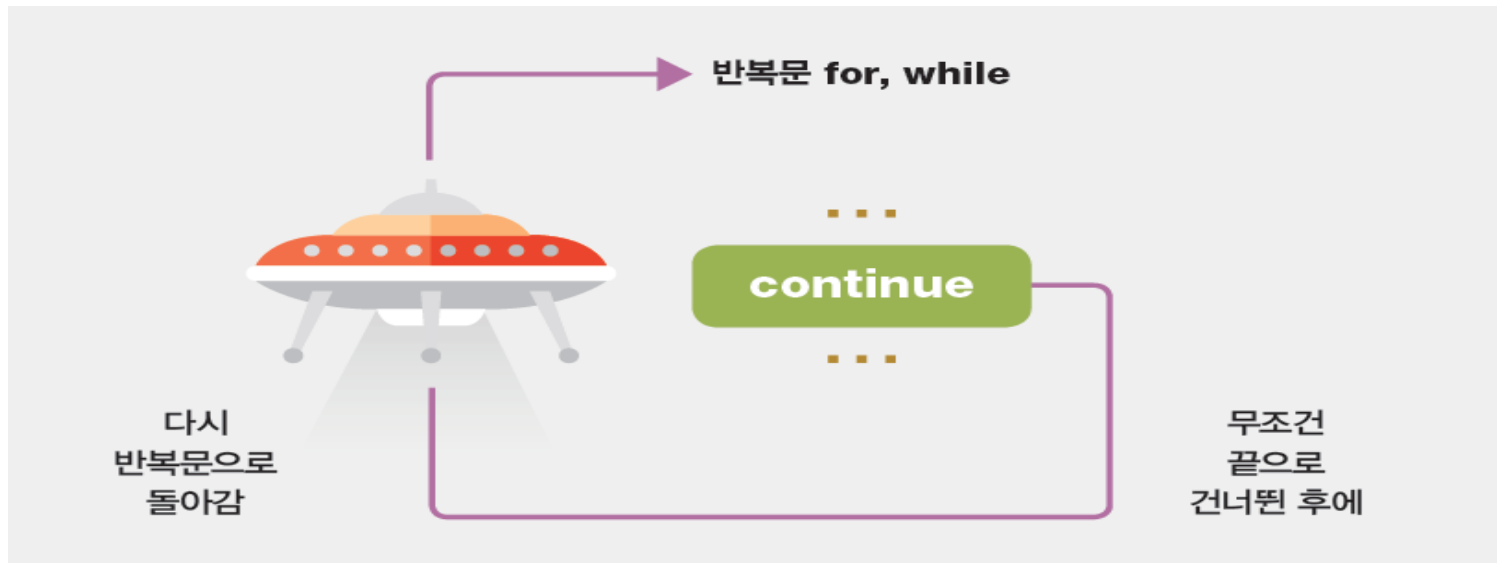 반복문 for, while
...
continue
...
다시
반복문으로
돌아감
무조건
끝으로
건너뛴 후에